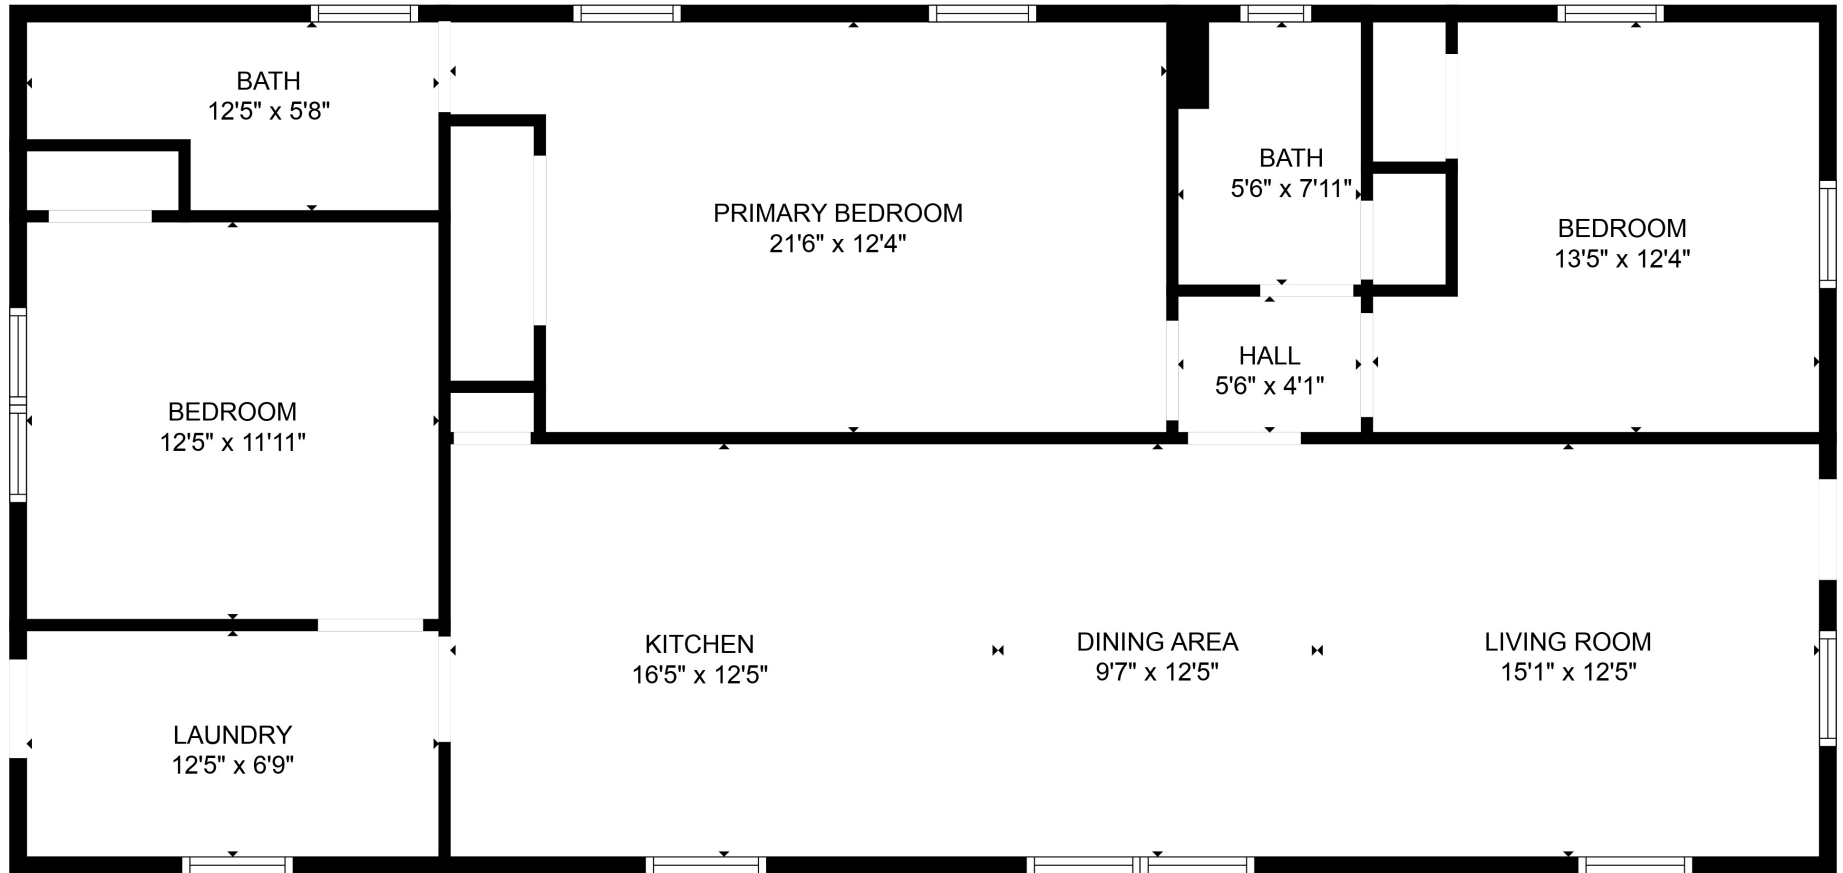 BATH
12'5" x 5'8"
PRIMARY BEDROOM
21'6" x 12'4"
BATH
5'6" x 7'11"
BEDROOM
13'5" x 12'4"
HALL
5'6" x 4'1"
BEDROOM
12'5" x 11'11"
KITCHEN
16'5" x 12'5"
DINING AREA
9'7" x 12'5"
LIVING ROOM
15'1" x 12'5"
LAUNDRY
12'5" x 6'9"